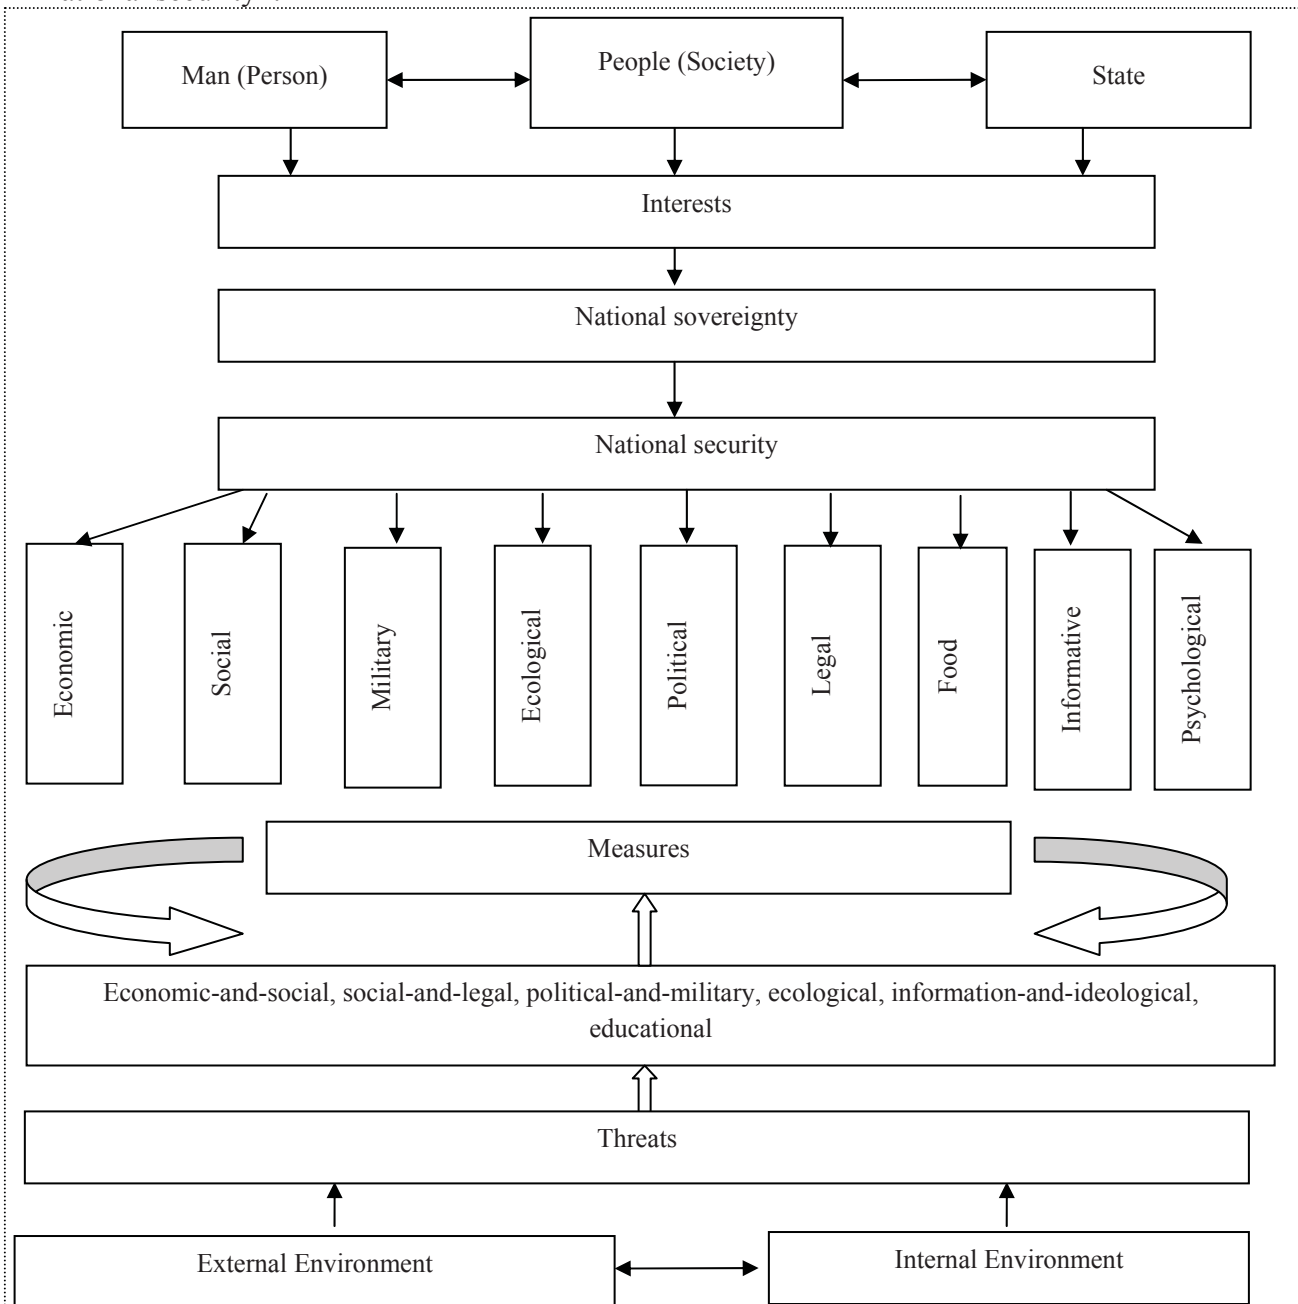 Man (Person)
People (Society)
State
Interests
National sovereignty
National security
Economic
Social
Military
Ecological
Political
Legal
Food
Informative
Psychological
Measures
Economic-and-social, social-and-legal, political-and-military, ecological, information-and-ideological,
educational
Threats
External Environment
Internal Environment